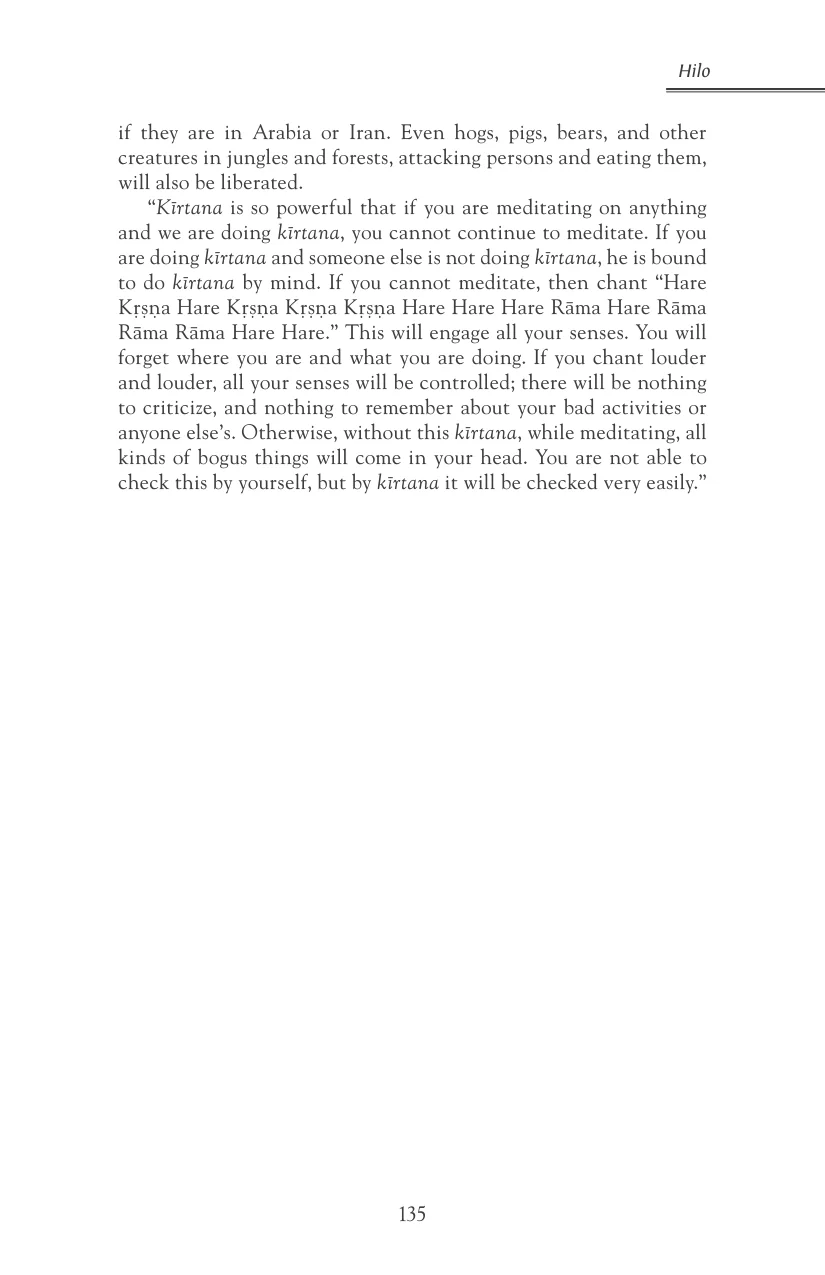 Hilo
if they are in Arabia or Iran. Even hogs, pigs, bears, and other
creatures in jungles and forests, attacking persons and eating them,
will also be liberated.
“Kīrtana is so powerful that if you are meditating on anything
and we are doing kīrtana, you cannot continue to meditate. If you
are doing kīrtana and someone else is not doing kīrtana, he is bound
to do kīrtana by mind. If you cannot meditate, then chant “Hare
Kṛṣṇa Hare Kṛṣṇa Kṛṣṇa Kṛṣṇa Hare Hare Hare Rāma Hare Rāma
Rāma Rāma Hare Hare.” This will engage all your senses. You will
forget where you are and what you are doing. If you chant louder
and louder, all your senses will be controlled; there will be nothing
to criticize, and nothing to remember about your bad activities or
anyone else’s. Otherwise, without this kīrtana, while meditating, all
kinds of bogus things will come in your head. You are not able to
check this by yourself, but by kīrtana it will be checked very easily.”
135